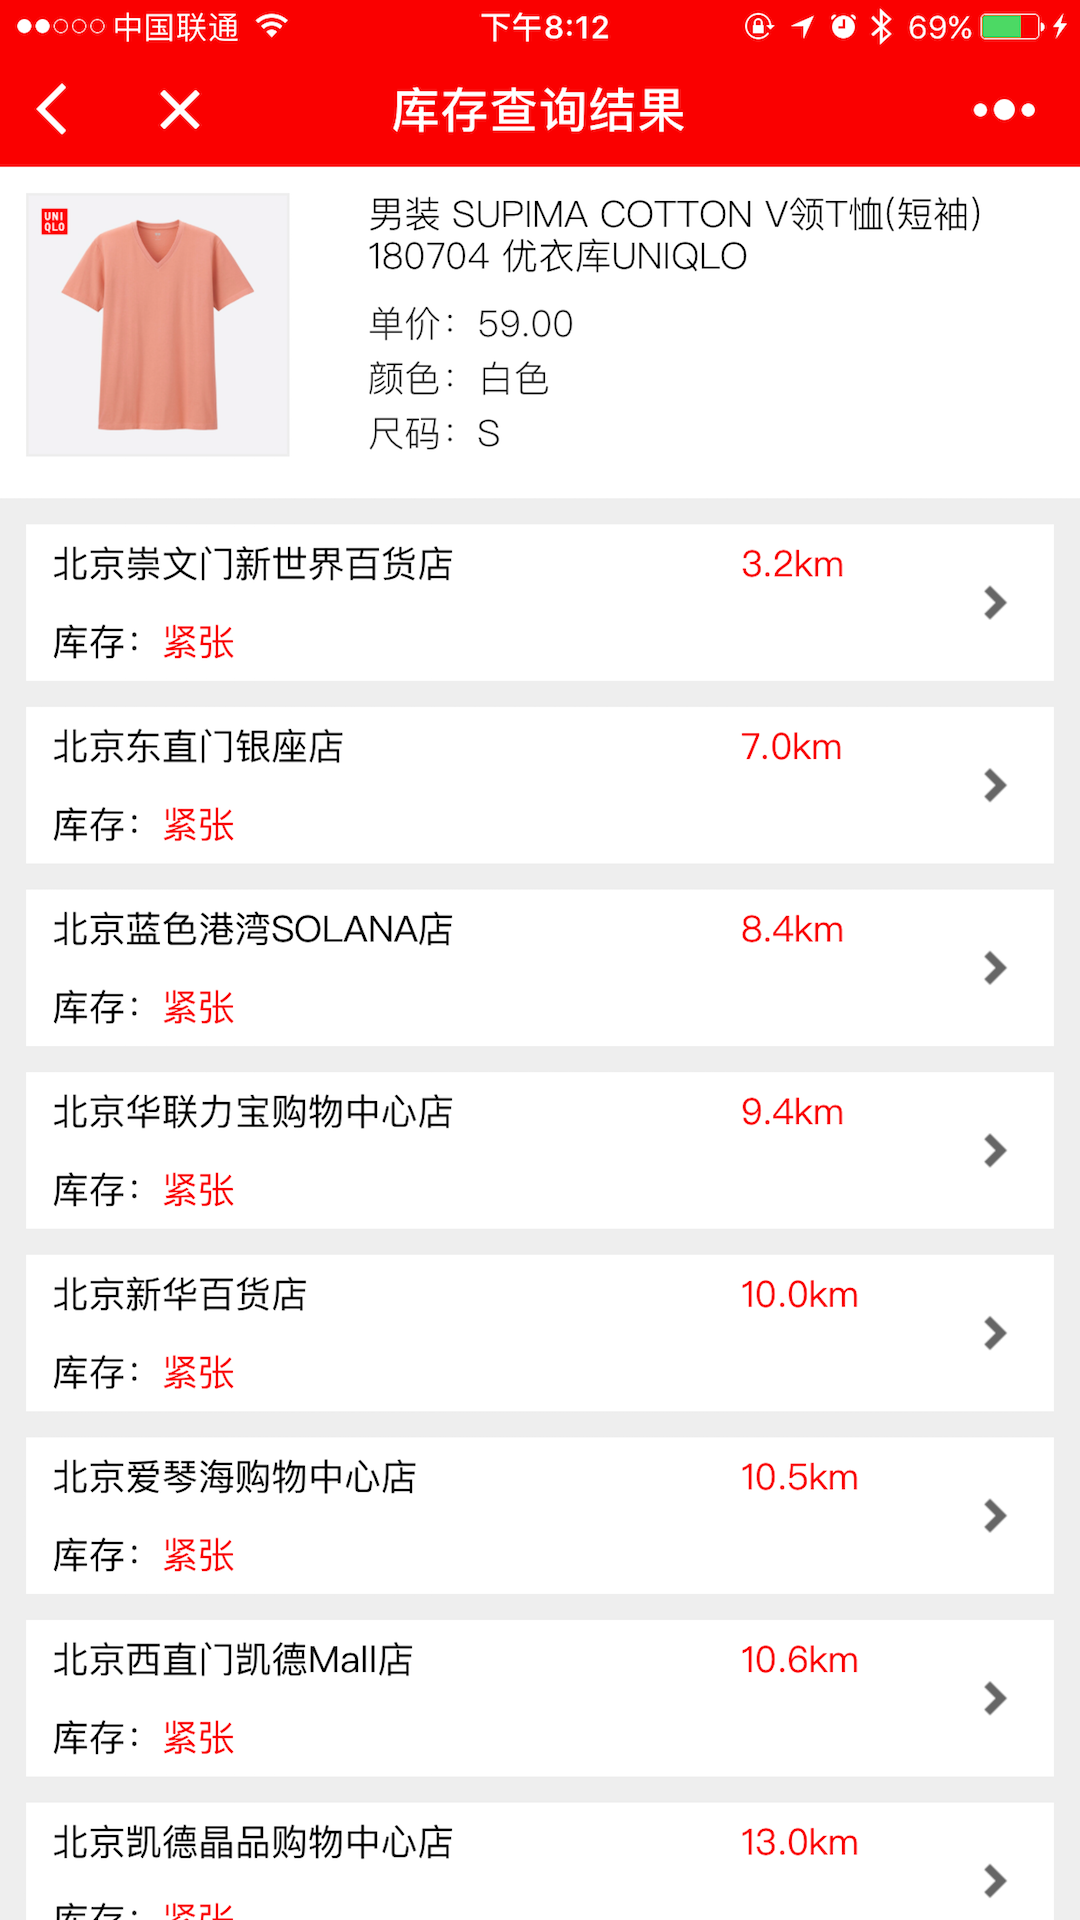 中国联通
下午8:12
69%
库存查询结果
UNI
QLO
男装 SUPIMA COTTON V领T恤(短袖)
180704 优衣库UNIQLO
单价：59.00
颜色：白色
尺码：S
北京崇文门新世界百货店 3.2km
库存：紧张
北京东直门银座店 7.0km
库存：紧张
北京蓝色港湾SOLANA店 8.4km
库存：紧张
北京华联力宝购物中心店 9.4km
库存：紧张
北京新华百货店 10.0km
库存：紧张
北京爱琴海购物中心店 10.5km
库存：紧张
北京西直门凯德Mall店 10.6km
库存：紧张
北京凯德晶品购物中心店 13.0km
库存：紧张